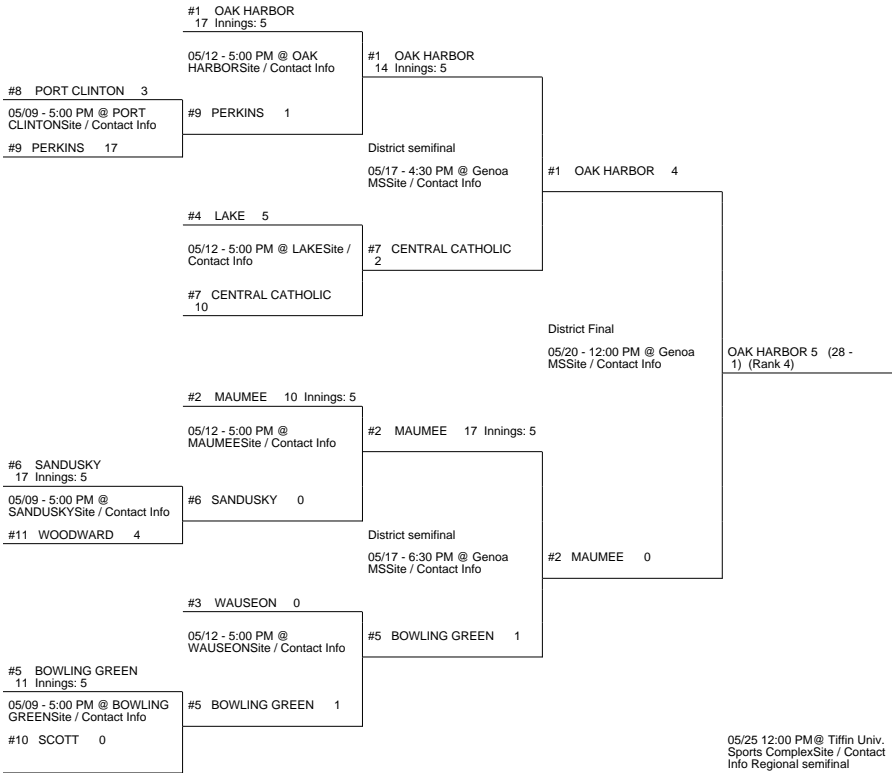 #1 OAK HARBOR
17 Innings: 5
05/12 - 5:00 PM @ OAK
HARBORSite / Contact Info
#1 OAK HARBOR
14 Innings: 5
#8 PORT CLINTON 3
05/09 - 5:00 PM @ PORT
CLINTONSite / Contact Info
#9 PERKINS 1
#9 PERKINS 17
District semifinal
05/17 - 4:30 PM @ Genoa
MSSite / Contact Info
#1 OAK HARBOR 4
#4 LAKE 5
05/12 - 5:00 PM @ LAKESite /
Contact Info
#7 CENTRAL CATHOLIC
2
#7 CENTRAL CATHOLIC
10
District Final
05/20 - 12:00 PM @ Genoa
MSSite / Contact Info
OAK HARBOR 5 (28 -
1) (Rank 4)
#2 MAUMEE 10 Innings: 5
05/12 - 5:00 PM @
MAUMEESite / Contact Info
#2 MAUMEE 17 Innings: 5
#6 SANDUSKY
17 Innings: 5
05/09 - 5:00 PM @
SANDUSKYSite / Contact Info
#6 SANDUSKY 0
#11 WOODWARD 4
District semifinal
05/17 - 6:30 PM @ Genoa
MSSite / Contact Info
#2 MAUMEE 0
#3 WAUSEON 0
05/12 - 5:00 PM @
WAUSEONSite / Contact Info
#5 BOWLING GREEN 1
#5 BOWLING GREEN
11 Innings: 5
05/09 - 5:00 PM @ BOWLING
GREENSite / Contact Info
#5 BOWLING GREEN 1
#10 SCOTT 0
05/25 12:00 PM@ Tiffin Univ.
Sports ComplexSite / Contact
Info Regional semifinal